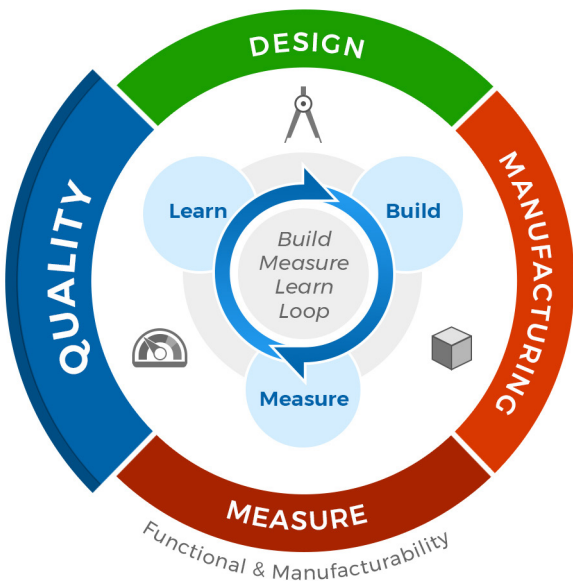 DESIGN
QUALITY
MANUFACTURING
Learn
Build
Build
Measure
Learn
Loop
Measure
MEASURE
Functional & Manufacturability